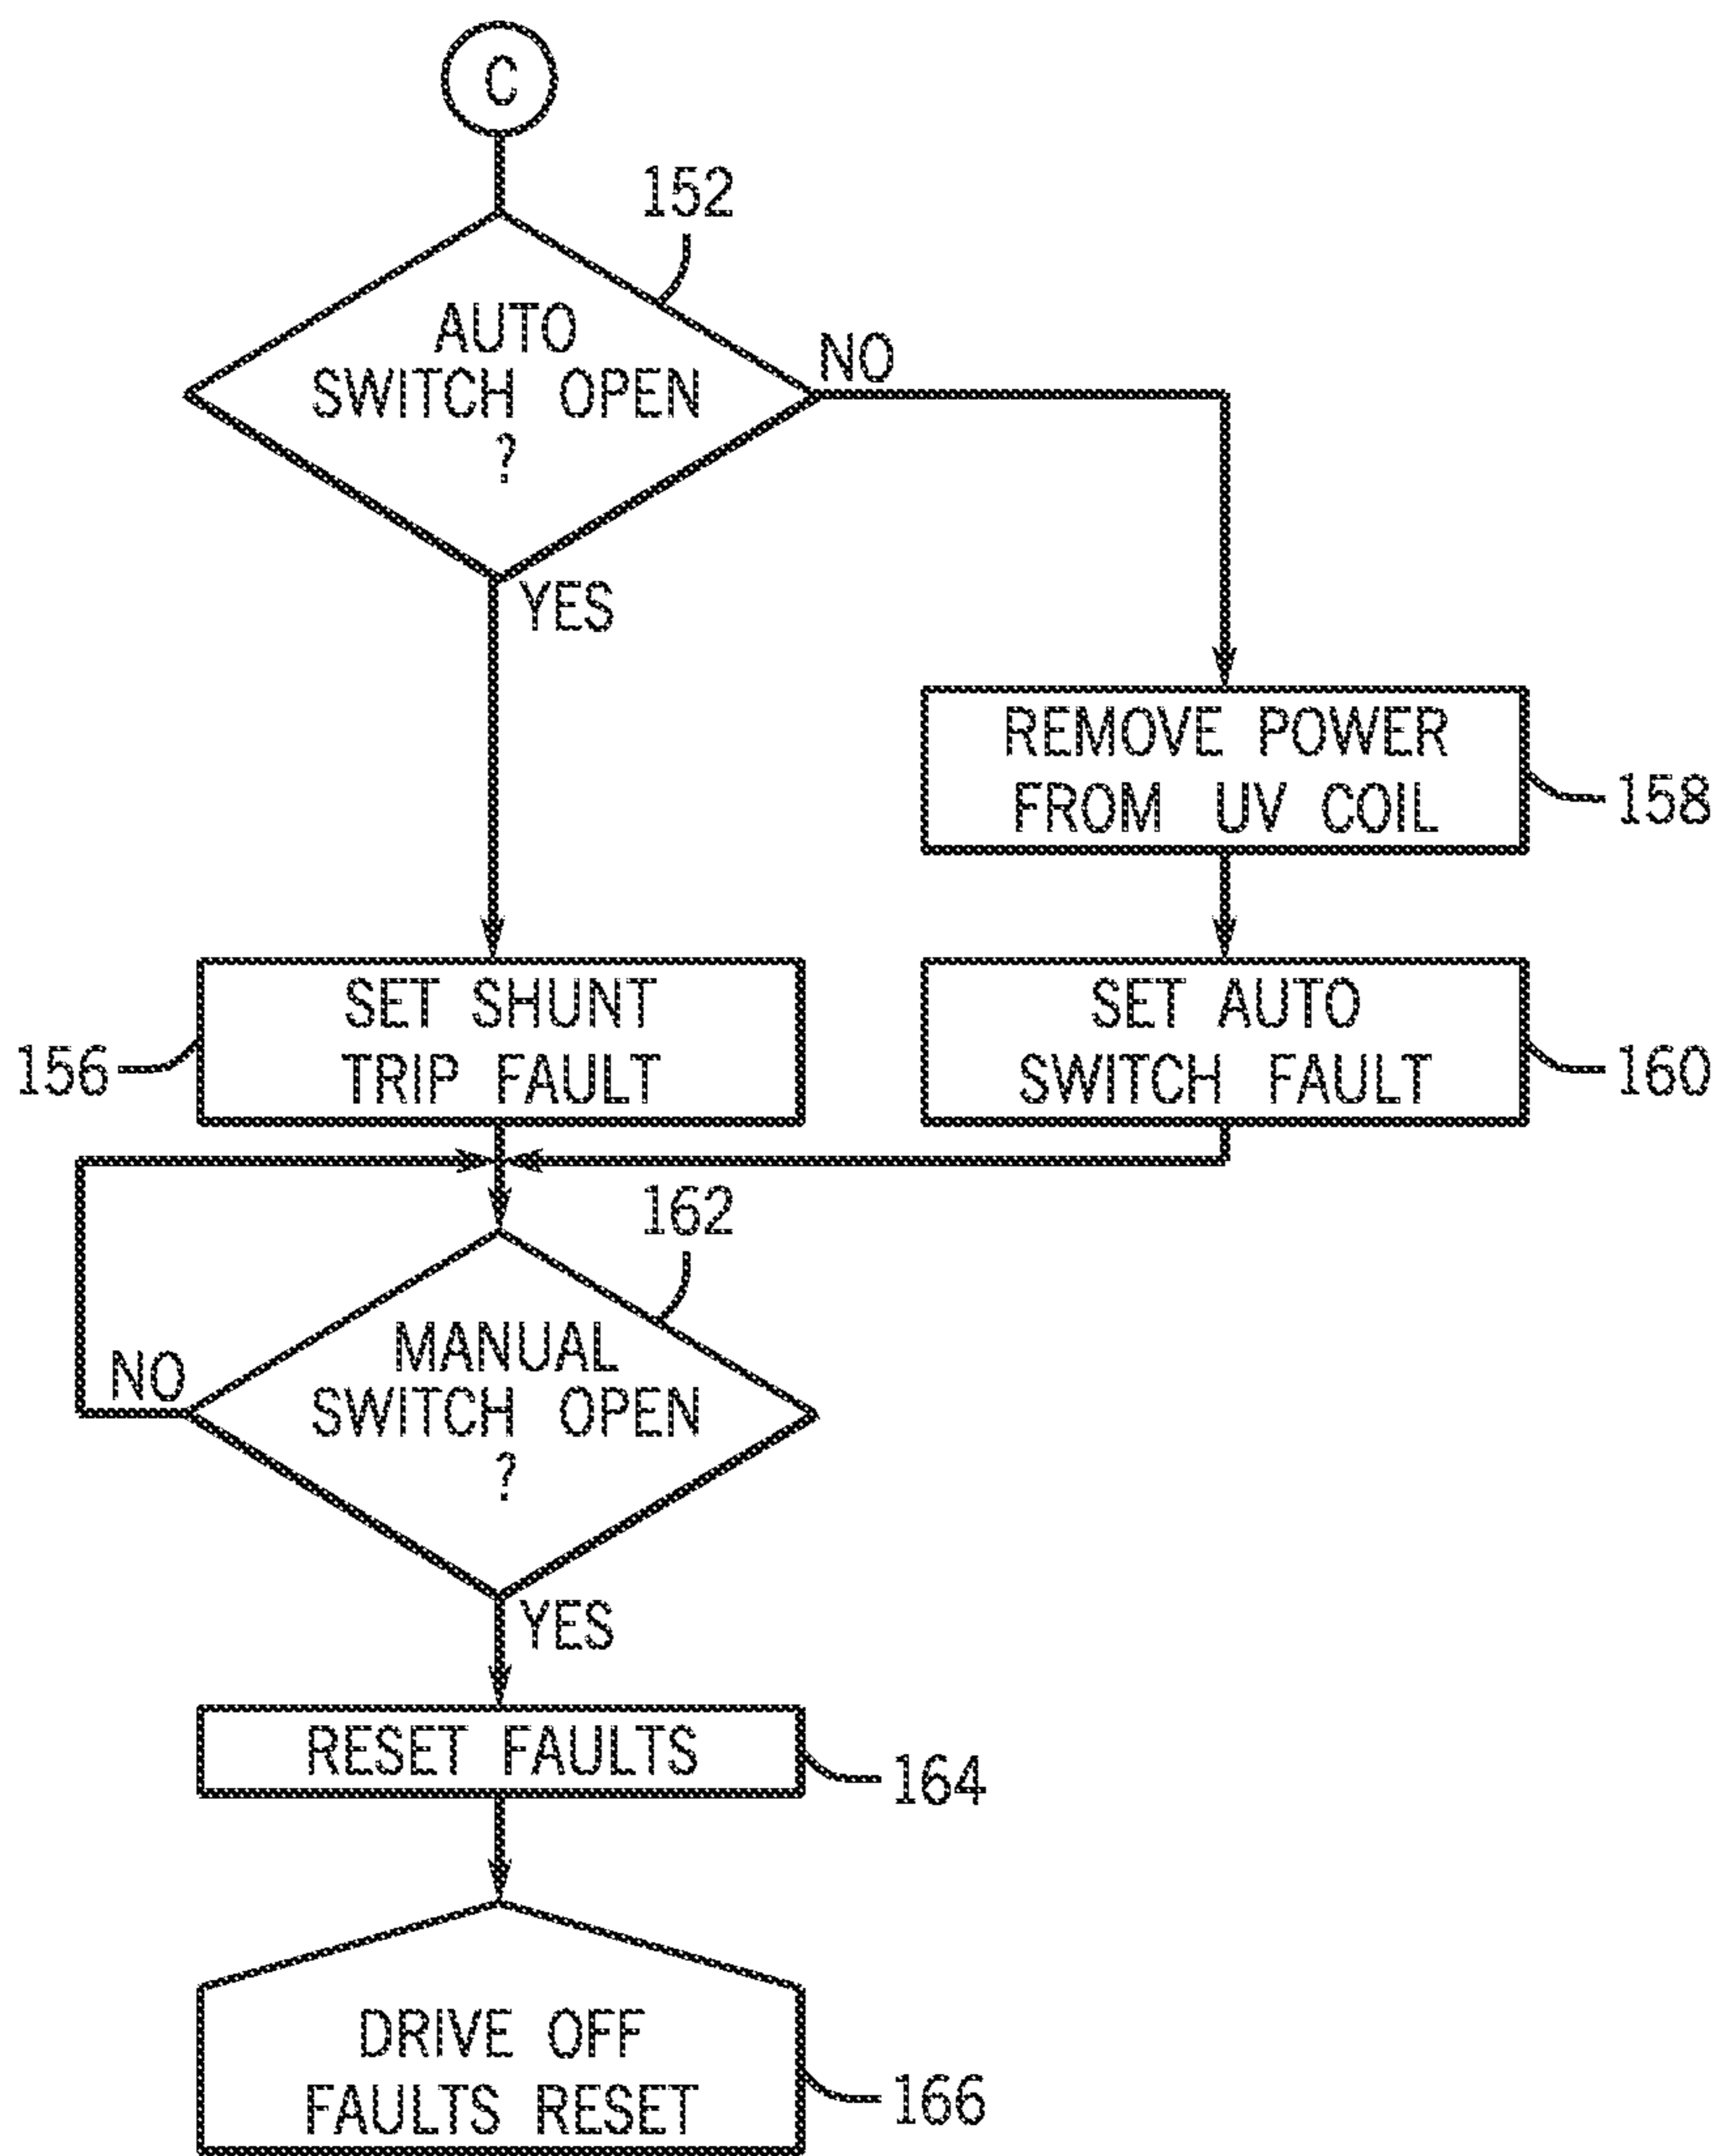 C
152
AUTO
SWITCH OPEN
?
NO
YES
REMOVE POWER
FROM UV COIL
158
SET SHUNT
TRIP FAULT
156
SET AUTO
SWITCH FAULT
160
162
MANUAL
SWITCH OPEN
?
NO
YES
RESET FAULTS
164
DRIVE OFF
FAULTS RESET
166